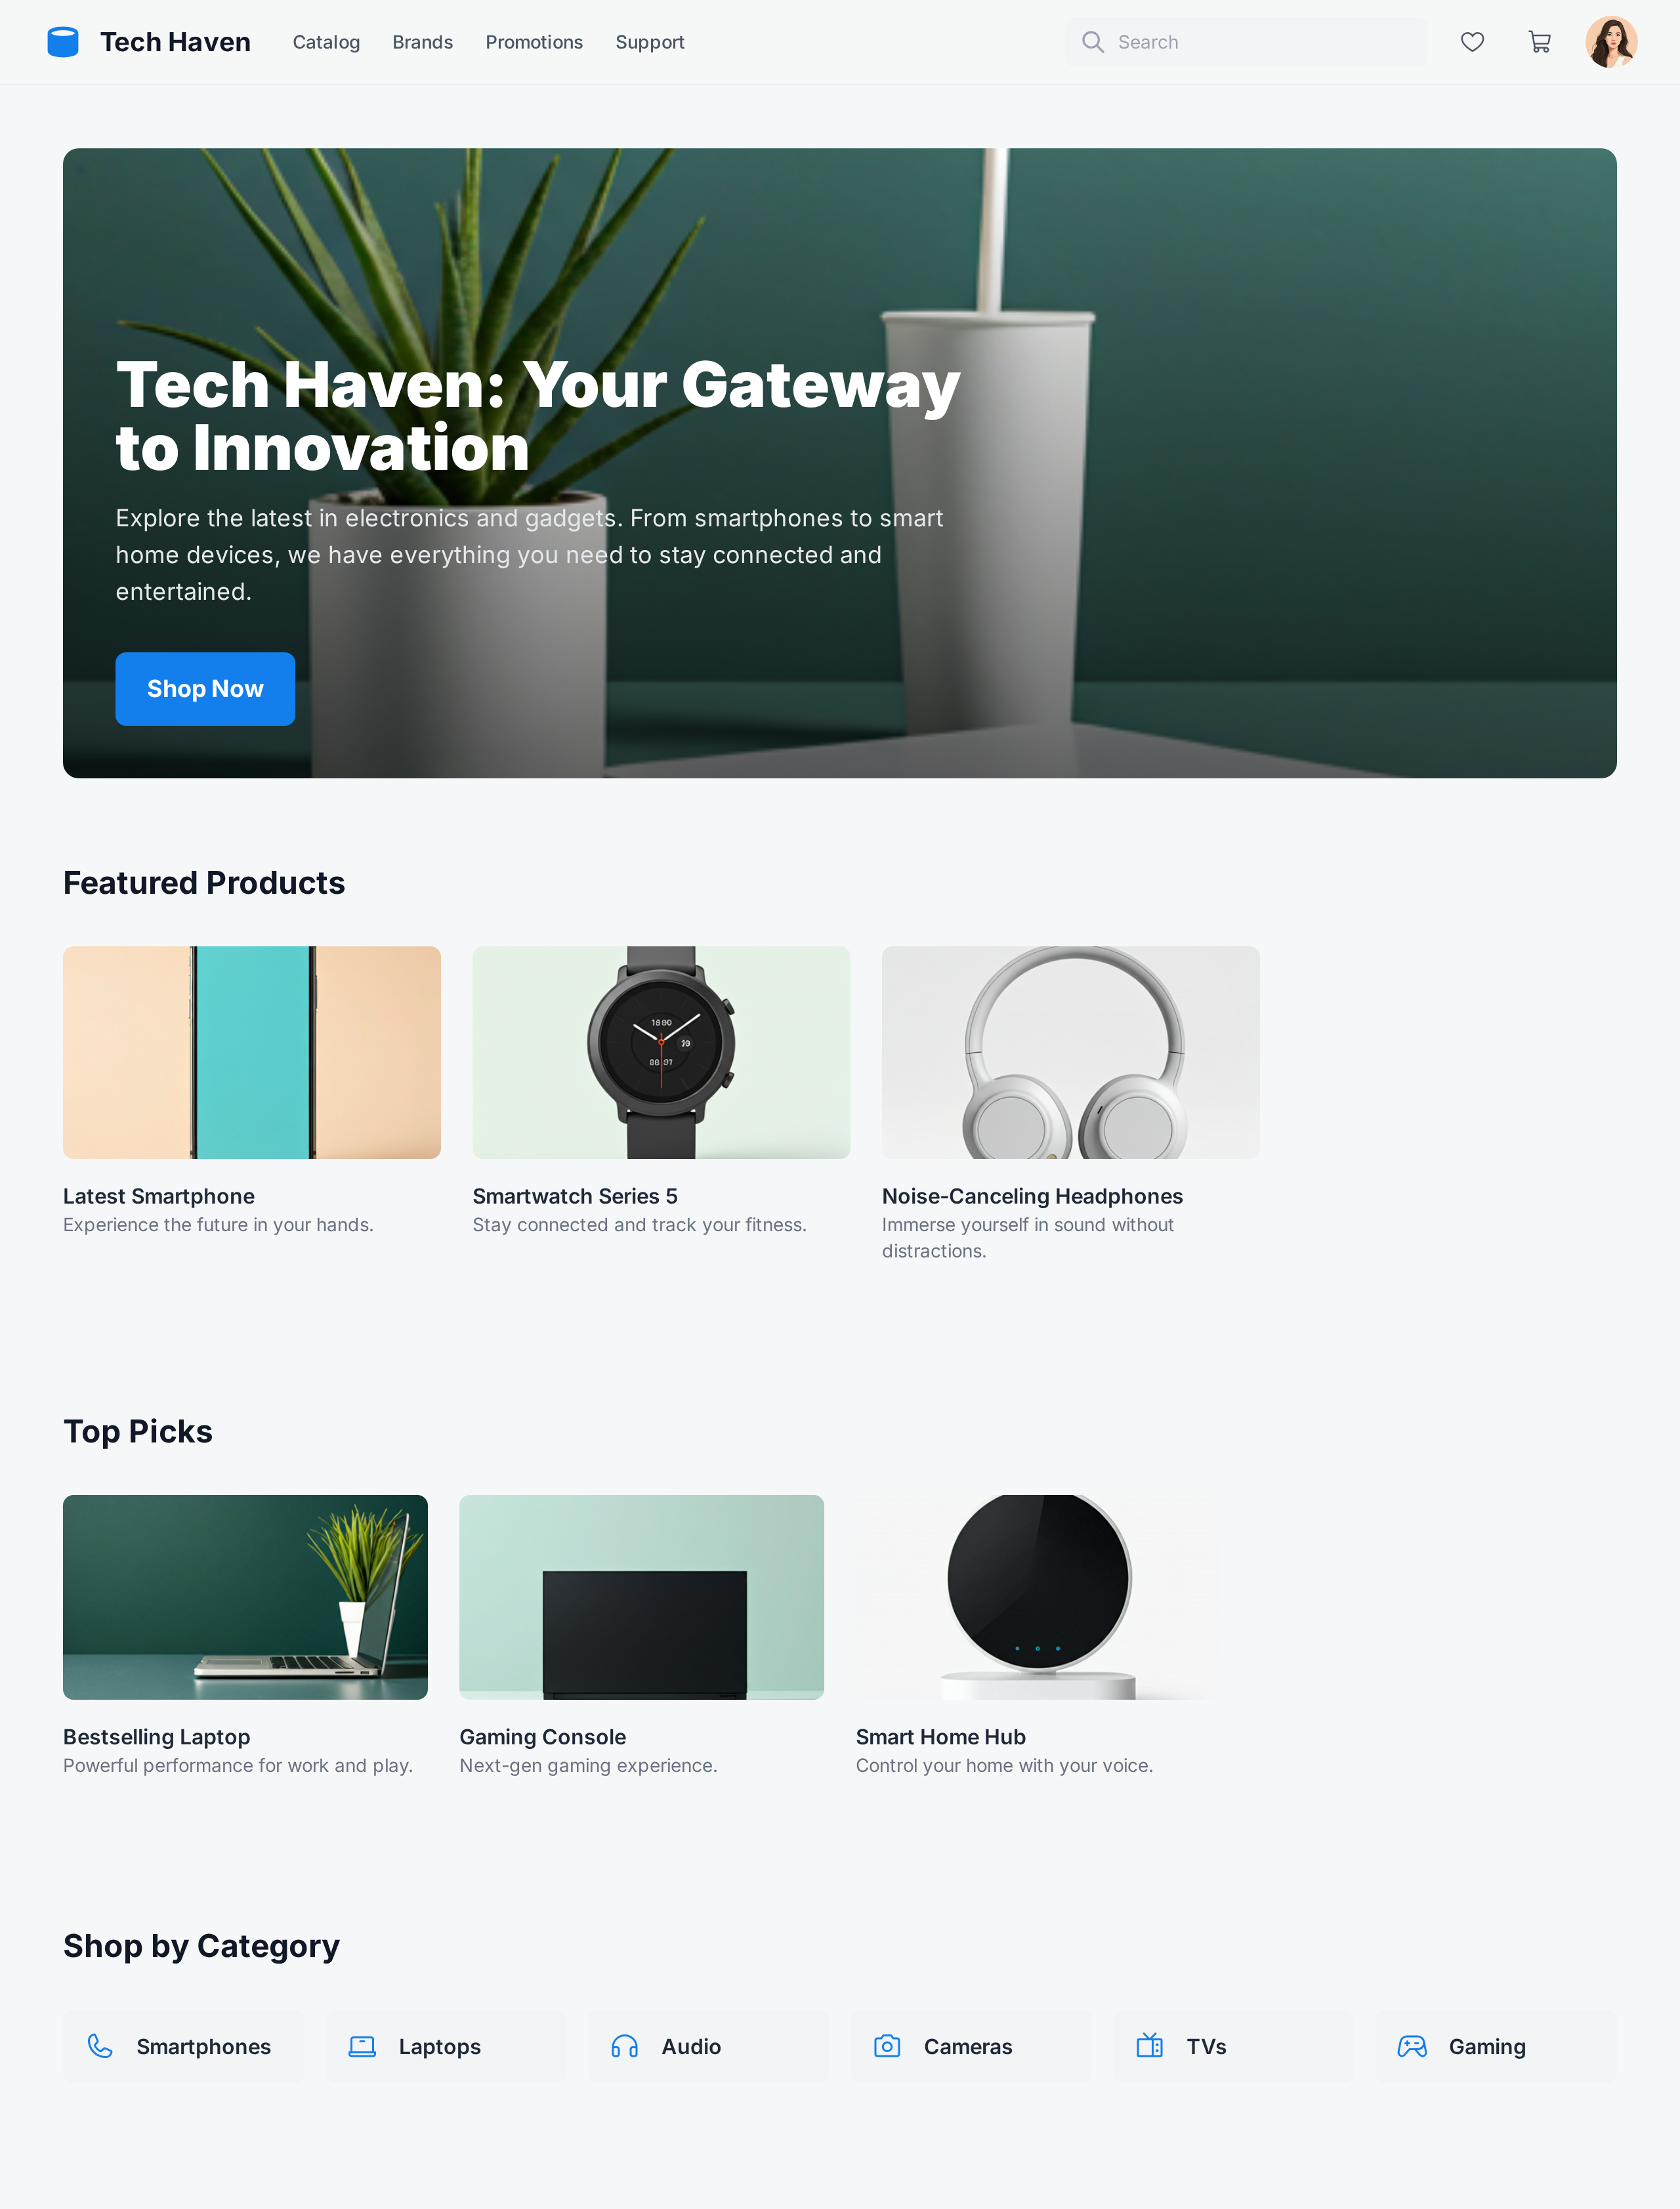 Tech Haven
Catalog
Brands
Promotions
Support
Search
Tech Haven: Your Gateway
to Innovation
Explore the latest in electronics and gadgets. From smartphones to smart
home devices, we have everything you need to stay connected and
entertained.
Shop Now
Featured Products
Latest Smartphone
Experience the future in your hands.
Smartwatch Series 5
Stay connected and track your fitness.
Noise-Canceling Headphones
Immerse yourself in sound without
distractions.
Top Picks
Bestselling Laptop
Powerful performance for work and play.
Gaming Console
Next-gen gaming experience.
Smart Home Hub
Control your home with your voice.
Shop by Category
Smartphones
Laptops
Audio
Cameras
TVs
Gaming